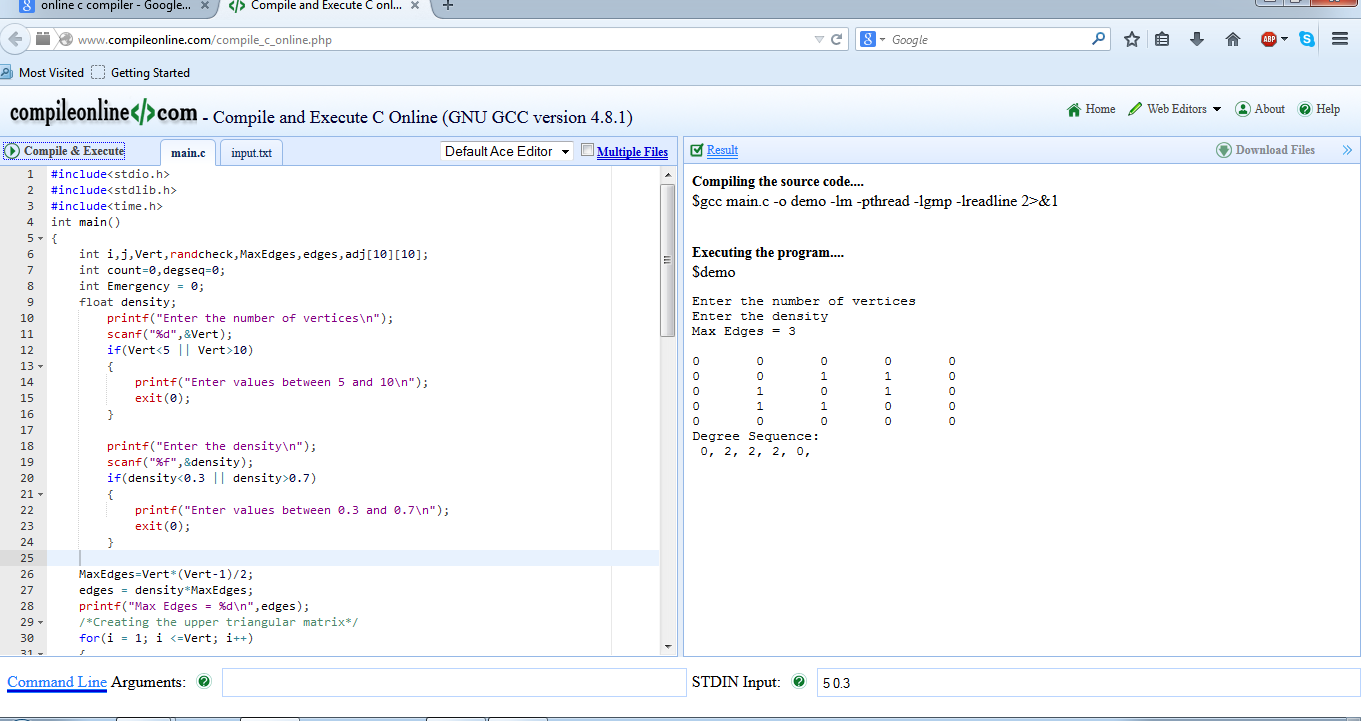 online c compiler - Google...
Compile and Execute C onl...
www.compileonline.com/compile_c_online.php
Google
ABP
Most Visited
Getting Started
compileonline</>com - Compile and Execute C Online (GNU GCC version 4.8.1)
Home
Web Editors
About
Help
Compile & Execute
main.c
input.txt
Default Ace Editor
Multiple Files
1 #include<stdio.h>
2 #include<stdlib.h>
3 #include<time.h>
4 int main()
5 {
6 int i,j,Vert,randcheck,MaxEdges,edges,adj[10][10];
7 int count=0,degseq=0;
8 int Emergency = 0;
9 float density;
10 printf("Enter the number of vertices\n");
11 scanf("%d",&Vert);
12 if(Vert<5 || Vert>10)
13 {
14 printf("Enter values between 5 and 10\n");
15 exit(0);
16 }
17
18 printf("Enter the density\n");
19 scanf("%f",&density);
20 if(density<0.3 || density>0.7)
21 {
22 printf("Enter values between 0.3 and 0.7\n");
23 exit(0);
24 }
25
26 MaxEdges=Vert*(Vert-1)/2;
27 edges = density*MaxEdges;
28 printf("Max Edges = %d\n",edges);
29 /*Creating the upper triangular matrix*/
30 for(i = 1; i <=Vert; i++)
31 {
Result
Download Files
Compiling the source code....
$gcc main.c -o demo -lm -pthread -lgmp -lreadline 2>&1
Executing the program....
$demo
Enter the number of vertices
Enter the density
Max Edges = 3
0 0 0 0 0
0 0 1 1 0
0 1 0 1 0
0 1 1 0 0
0 0 0 0 0
Degree Sequence:
0, 2, 2, 2, 0,
Command Line Arguments:
STDIN Input:
5 0.3